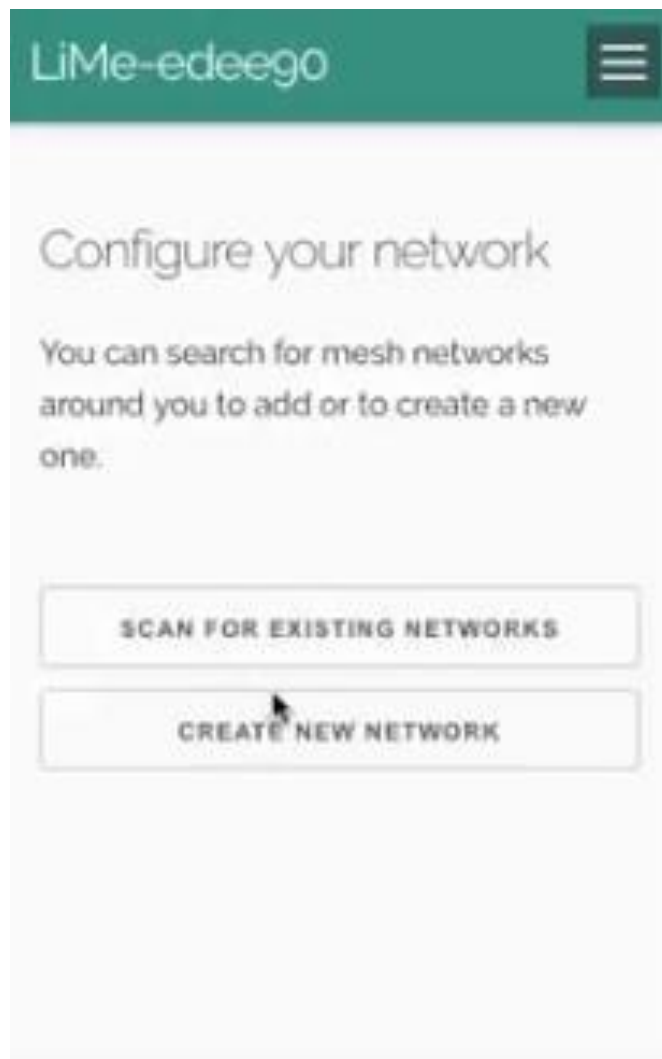 LiMe-edee90
Configure your network
You can search for mesh networks
around you to add or to create a new
one.
SCAN FOR EXISTING NETWORKS
CREATE NEW NETWORK